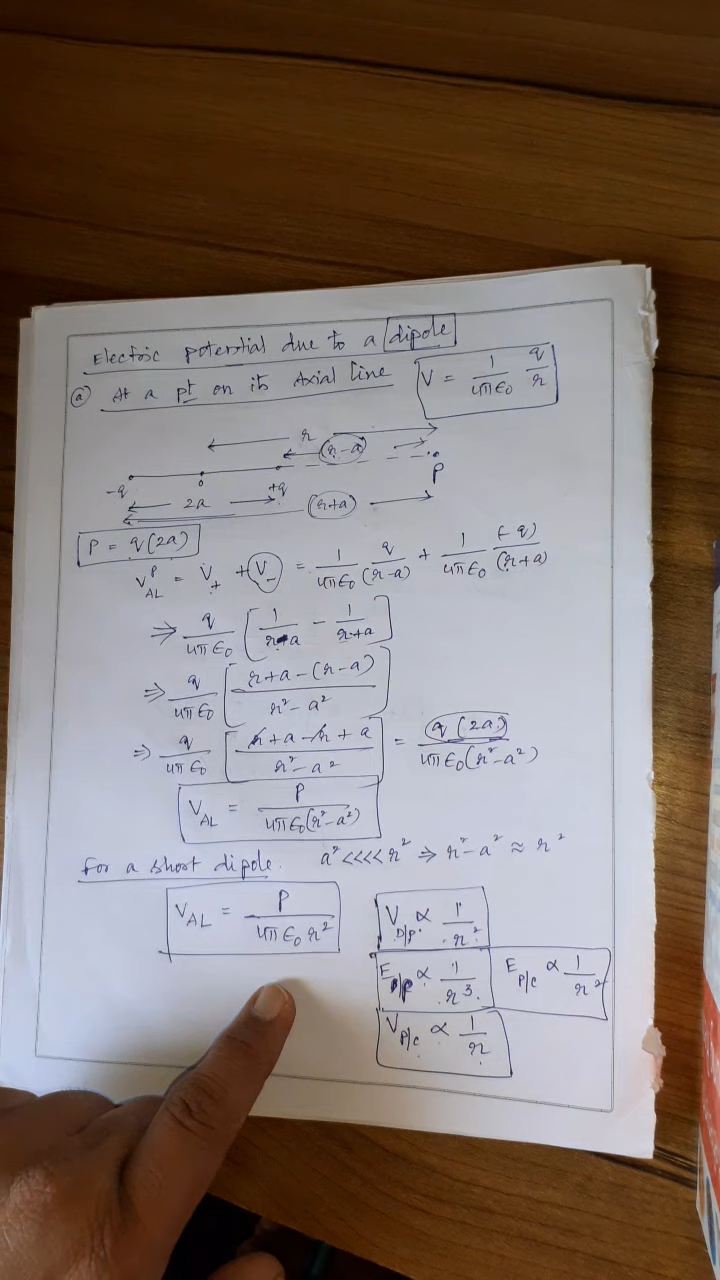 Electric potential due to a dipole
(a) At a pt on its Axial line V = 1/4πε₀ q/r
r
(r-a)
-q o +q P
2a (r+a)
P = q(2a)
V^P_AL = V₊ + V₋ = 1/4πε₀ q/(r-a) + 1/4πε₀ (-q)/(r+a)
⇒ q/4πε₀ [1/r-a − 1/r+a]
⇒ q/4πε₀ [r+a-(r-a)/r²-a²]
⇒ q/4πε₀ [r+a-r+a/r²-a²] = q(2a)/4πε₀(r²-a²)
V_AL = P/4πε₀(r²-a²)
for a short dipole. a² <<<< r² ⇒ r²-a² ≈ r²
V_AL = P/4πε₀ r² V_D/P ∝ 1/r²
E_D/P ∝ 1/r³ E_P/c ∝ 1/r²
V_P/c ∝ 1/r